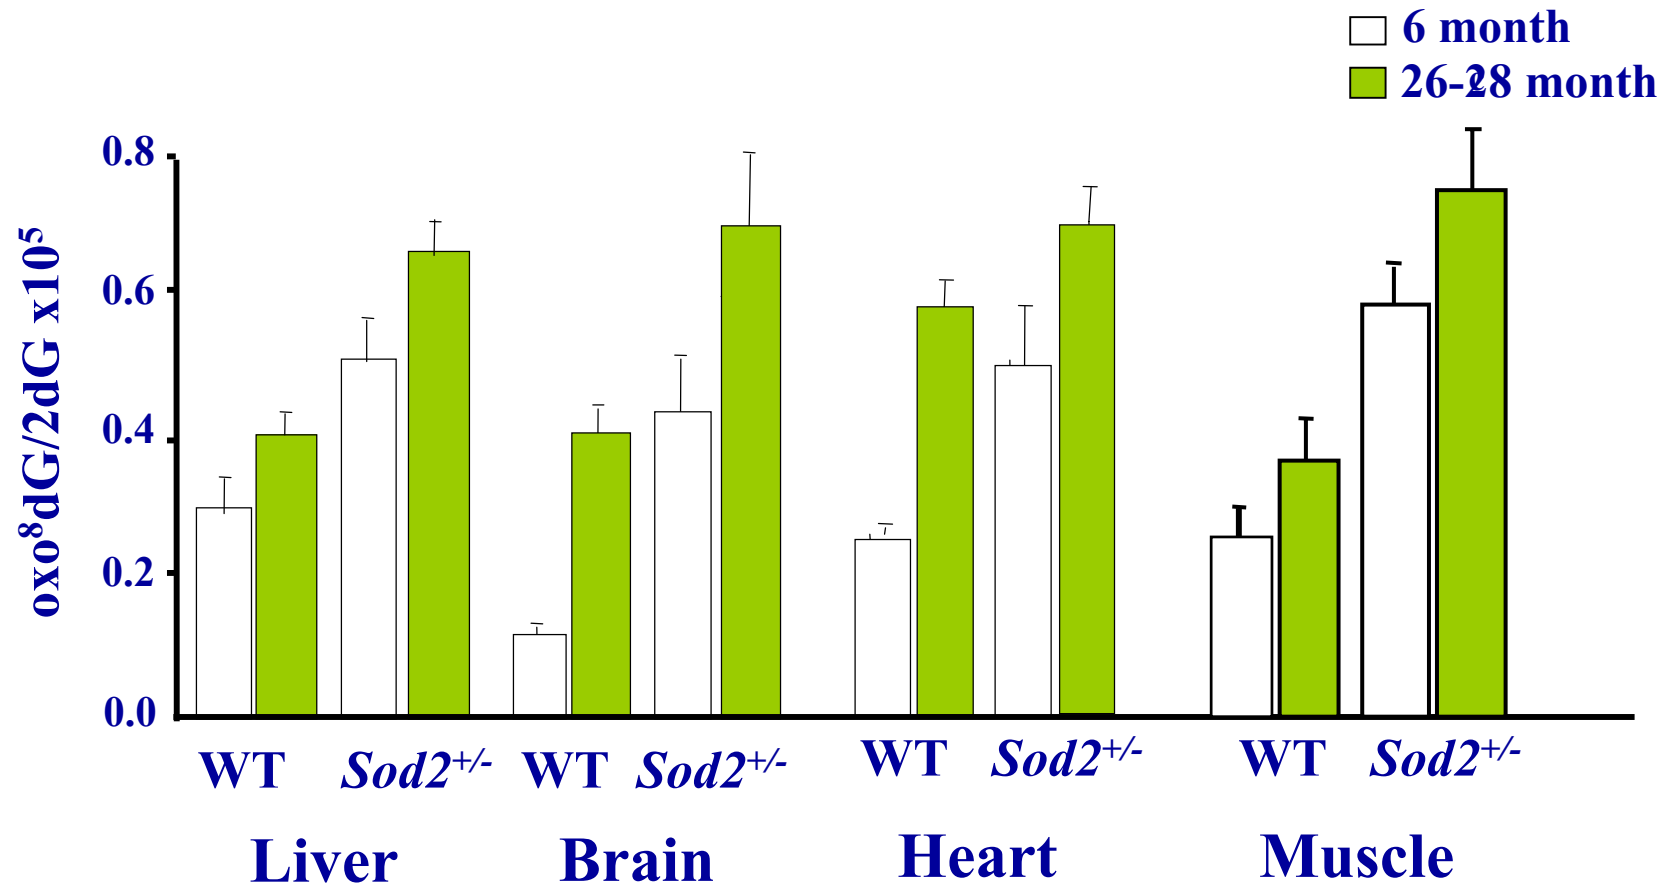 6 month
26-28 month
0.8
0.6
0.4
0.2
0.0
oxo⁸dG/2dG x10⁵
WT Sod2⁺/⁻ WT Sod2⁺/⁻ WT Sod2⁺/⁻ WT Sod2⁺/⁻
Liver Brain Heart Muscle